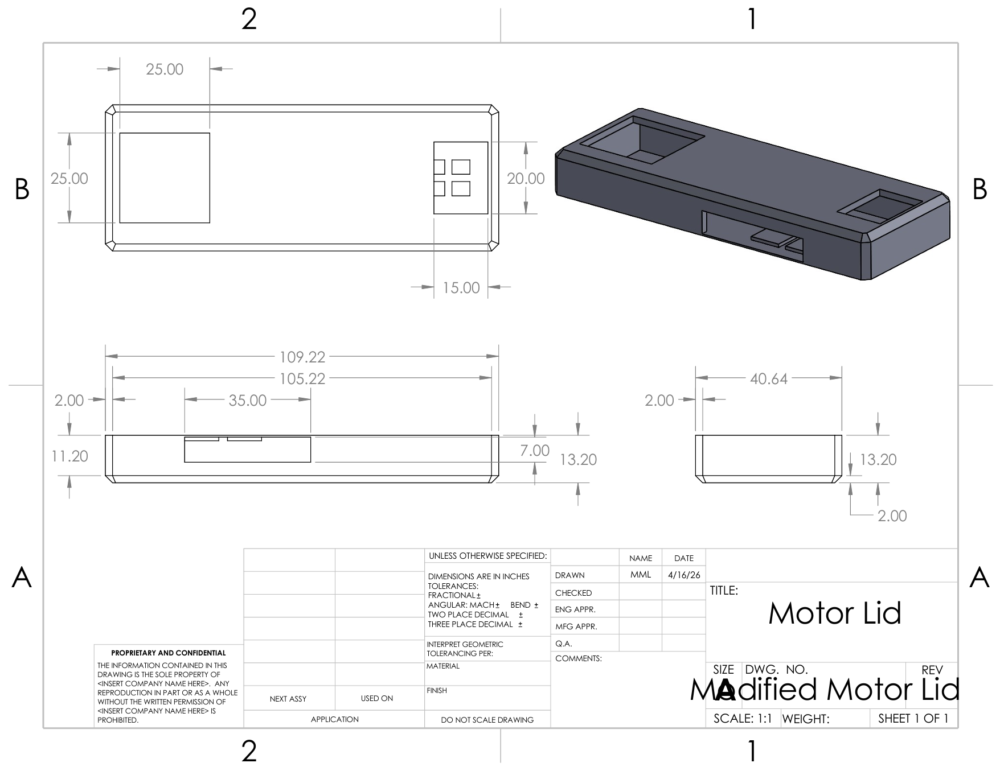 2
1
25.00
B
25.00
20.00
B
15.00
109.22
105.22
40.64
2.00
35.00
2.00
11.20
7.00
13.20
13.20
2.00
A
A
UNLESS OTHERWISE SPECIFIED:
DIMENSIONS ARE IN INCHES
TOLERANCES:
FRACTIONAL±
ANGULAR: MACH± BEND ±
TWO PLACE DECIMAL ±
THREE PLACE DECIMAL ±
INTERPRET GEOMETRIC
TOLERANCING PER:
MATERIAL
FINISH
DO NOT SCALE DRAWING
NAME DATE
DRAWN MML 4/16/26
CHECKED
ENG APPR.
MFG APPR.
Q.A.
COMMENTS:
TITLE:
Motor Lid
SIZE DWG. NO. REV
A
Modified Motor Lid
SCALE: 1:1 WEIGHT: SHEET 1 OF 1
PROPRIETARY AND CONFIDENTIAL
THE INFORMATION CONTAINED IN THIS
DRAWING IS THE SOLE PROPERTY OF
<INSERT COMPANY NAME HERE>. ANY
REPRODUCTION IN PART OR AS A WHOLE
WITHOUT THE WRITTEN PERMISSION OF
<INSERT COMPANY NAME HERE> IS
PROHIBITED.
NEXT ASSY USED ON
APPLICATION
2
1